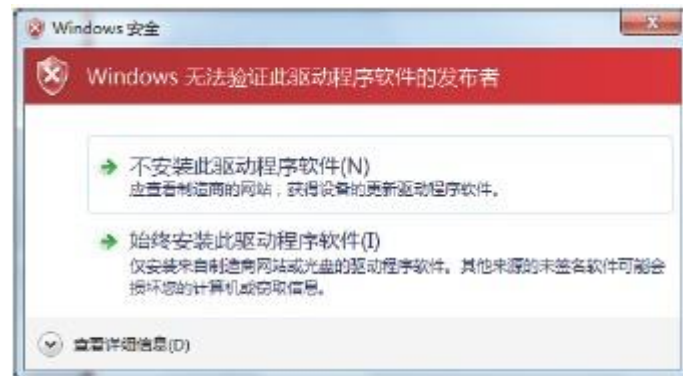 Windows 安全
Windows 无法验证此驱动程序软件的发布者
不安装此驱动程序软件(N)
应查看制造商的网站，获得设备的更新驱动程序软件。
始终安装此驱动程序软件(I)
仅安装来自制造商网站或光盘的驱动程序软件。其他来源的未签名软件可能会
损坏您的计算机或窃取信息。
查看详细信息(D)